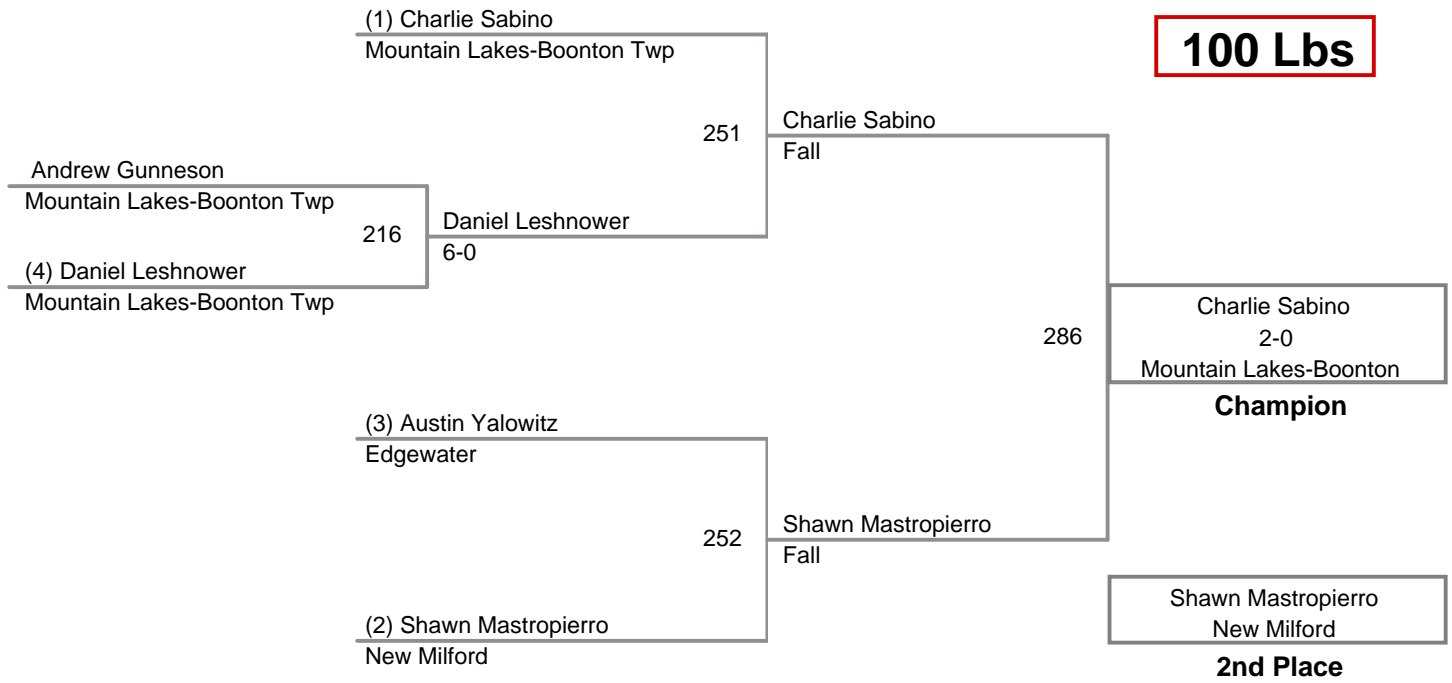 (1) Charlie Sabino
Mountain Lakes-Boonton Twp
100 Lbs
251
Charlie Sabino
Fall
Andrew Gunneson
Mountain Lakes-Boonton Twp
216
Daniel Leshnower
6-0
(4) Daniel Leshnower
Mountain Lakes-Boonton Twp
286
Charlie Sabino
2-0
Mountain Lakes-Boonton
Champion
(3) Austin Yalowitz
Edgewater
252
Shawn Mastropierro
Fall
(2) Shawn Mastropierro
New Milford
Shawn Mastropierro
New Milford
2nd Place